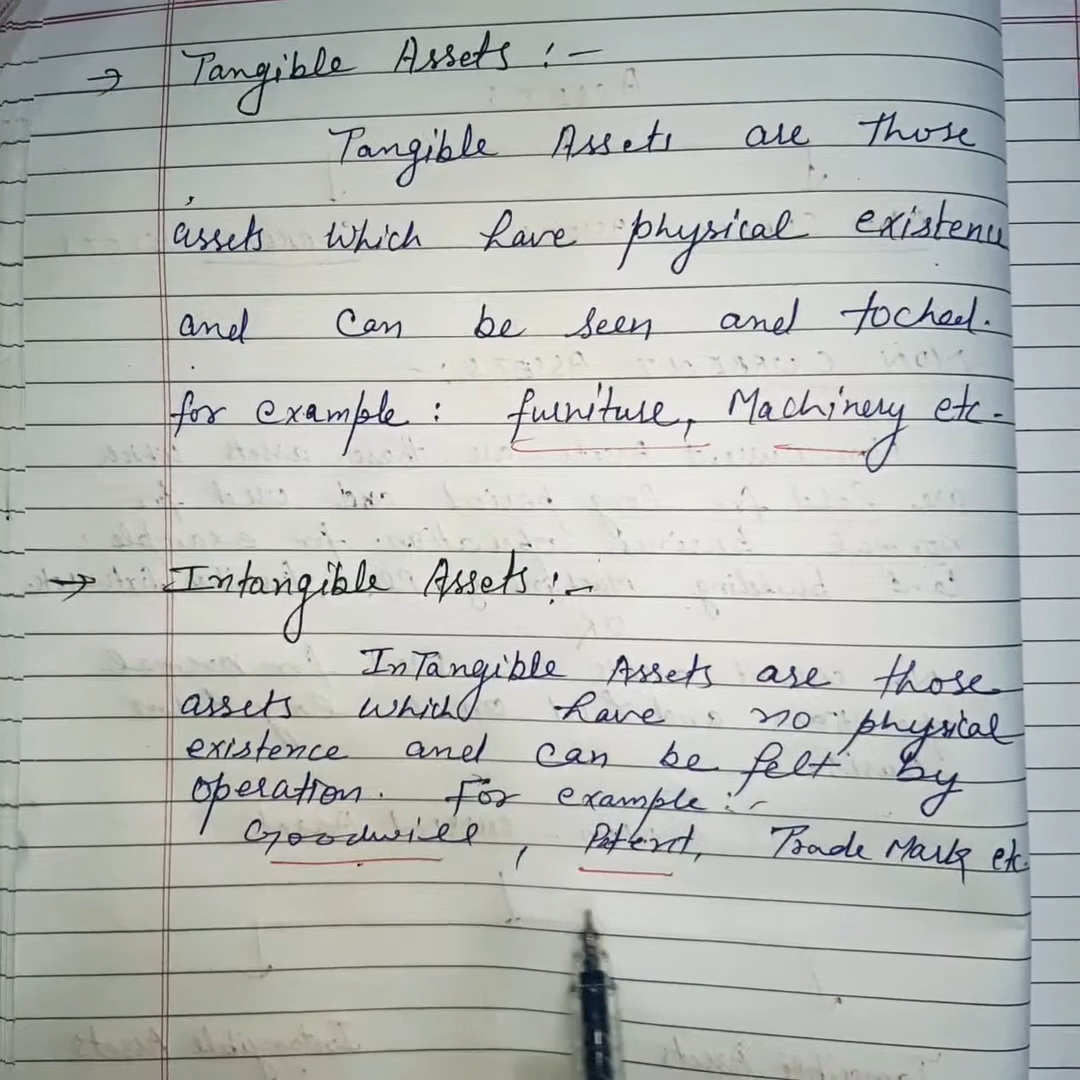 → Tangible Assets :-
Tangible Assets are those
assets which have physical existence
and can be seen and toched.
for example : furniture, Machinery etc.
→ Intangible Assets :-
InTangible Assets are those
assets which have no physical
existence and can be felt by
operation. For example :-
Goodwill, Patent, Trade Mark etc.